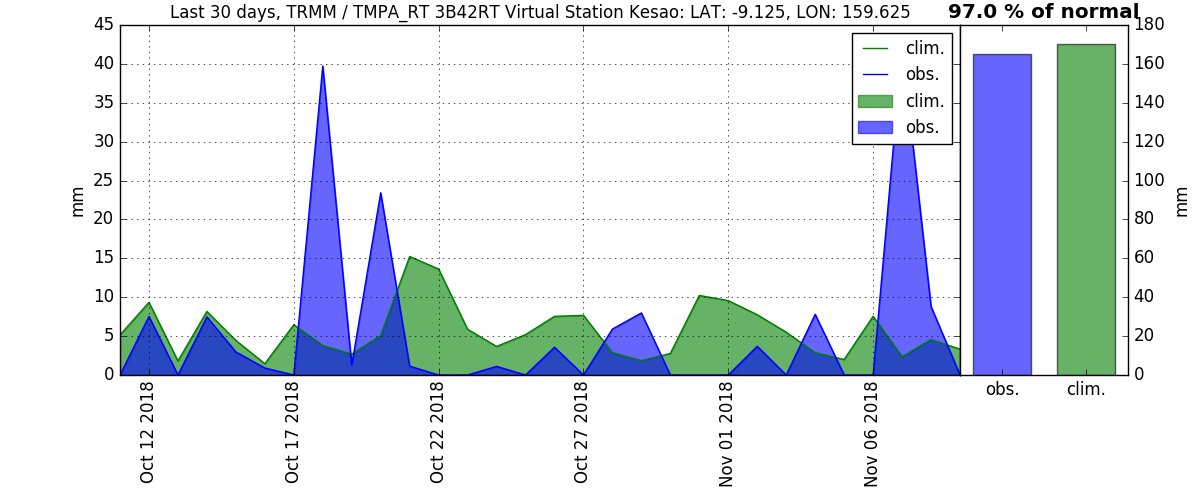 Last 30 days, TRMM / TMPA_RT 3B42RT Virtual Station Kesao: LAT: -9.125, LON: 159.625
97.0 % of normal
45
40
35
30
25
20
15
10
5
0
mm
clim.
obs.
clim.
obs.
180
160
140
120
100
80
60
40
20
0
mm
Oct 12 2018
Oct 17 2018
Oct 22 2018
Oct 27 2018
Nov 01 2018
Nov 06 2018
obs.
clim.